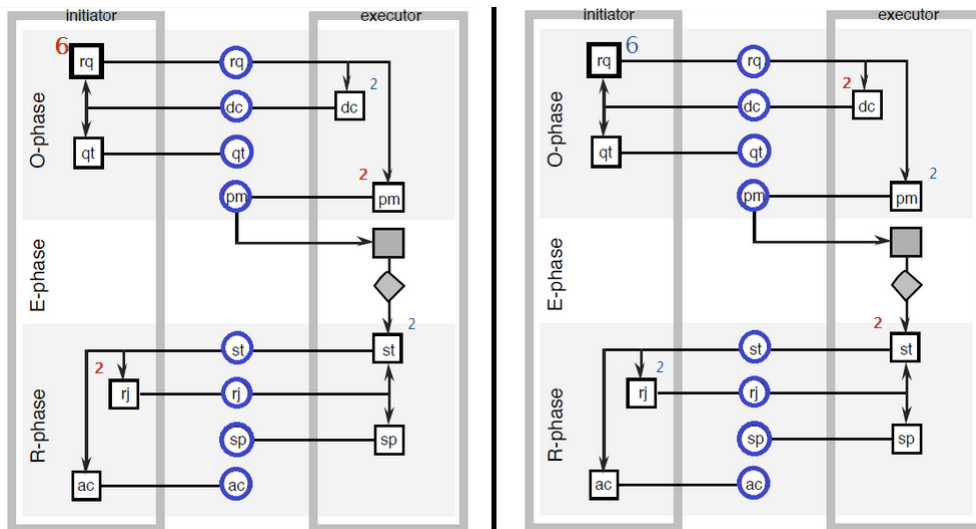 initiator executor
6 rq rq
2
dc dc
O-phase
qt qt
2
pm pm
E-phase
2
st st
2
rj rj
R-phase
sp sp
ac ac
initiator executor
rq 6 rq
2
dc dc
O-phase
qt qt
2
pm pm
E-phase
2
st st
2
rj rj
R-phase
sp sp
ac ac